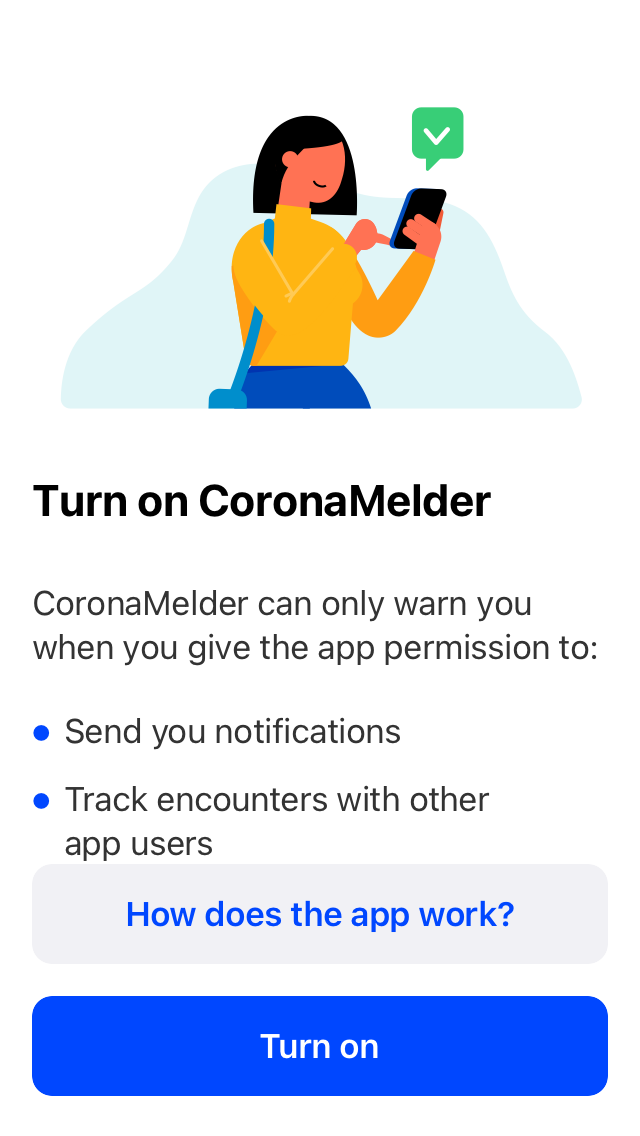 Turn on CoronaMelder
CoronaMelder can only warn you
when you give the app permission to:
Send you notifications
Track encounters with other
app users
How does the app work?
Turn on